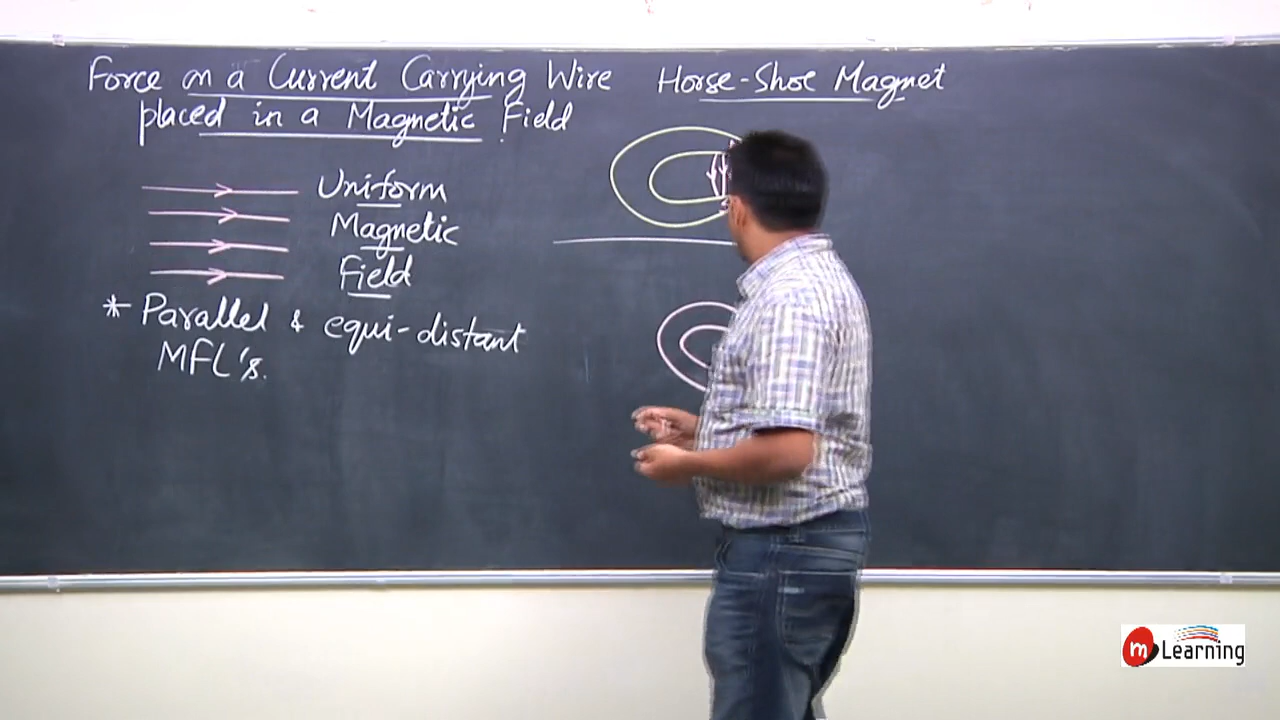 Force on a Current Carrying Wire
placed in a Magnetic Field
Uniform
Magnetic
Field
* Parallel & equi-distant
MFL's.
Horse-Shoe Magnet
m Learning